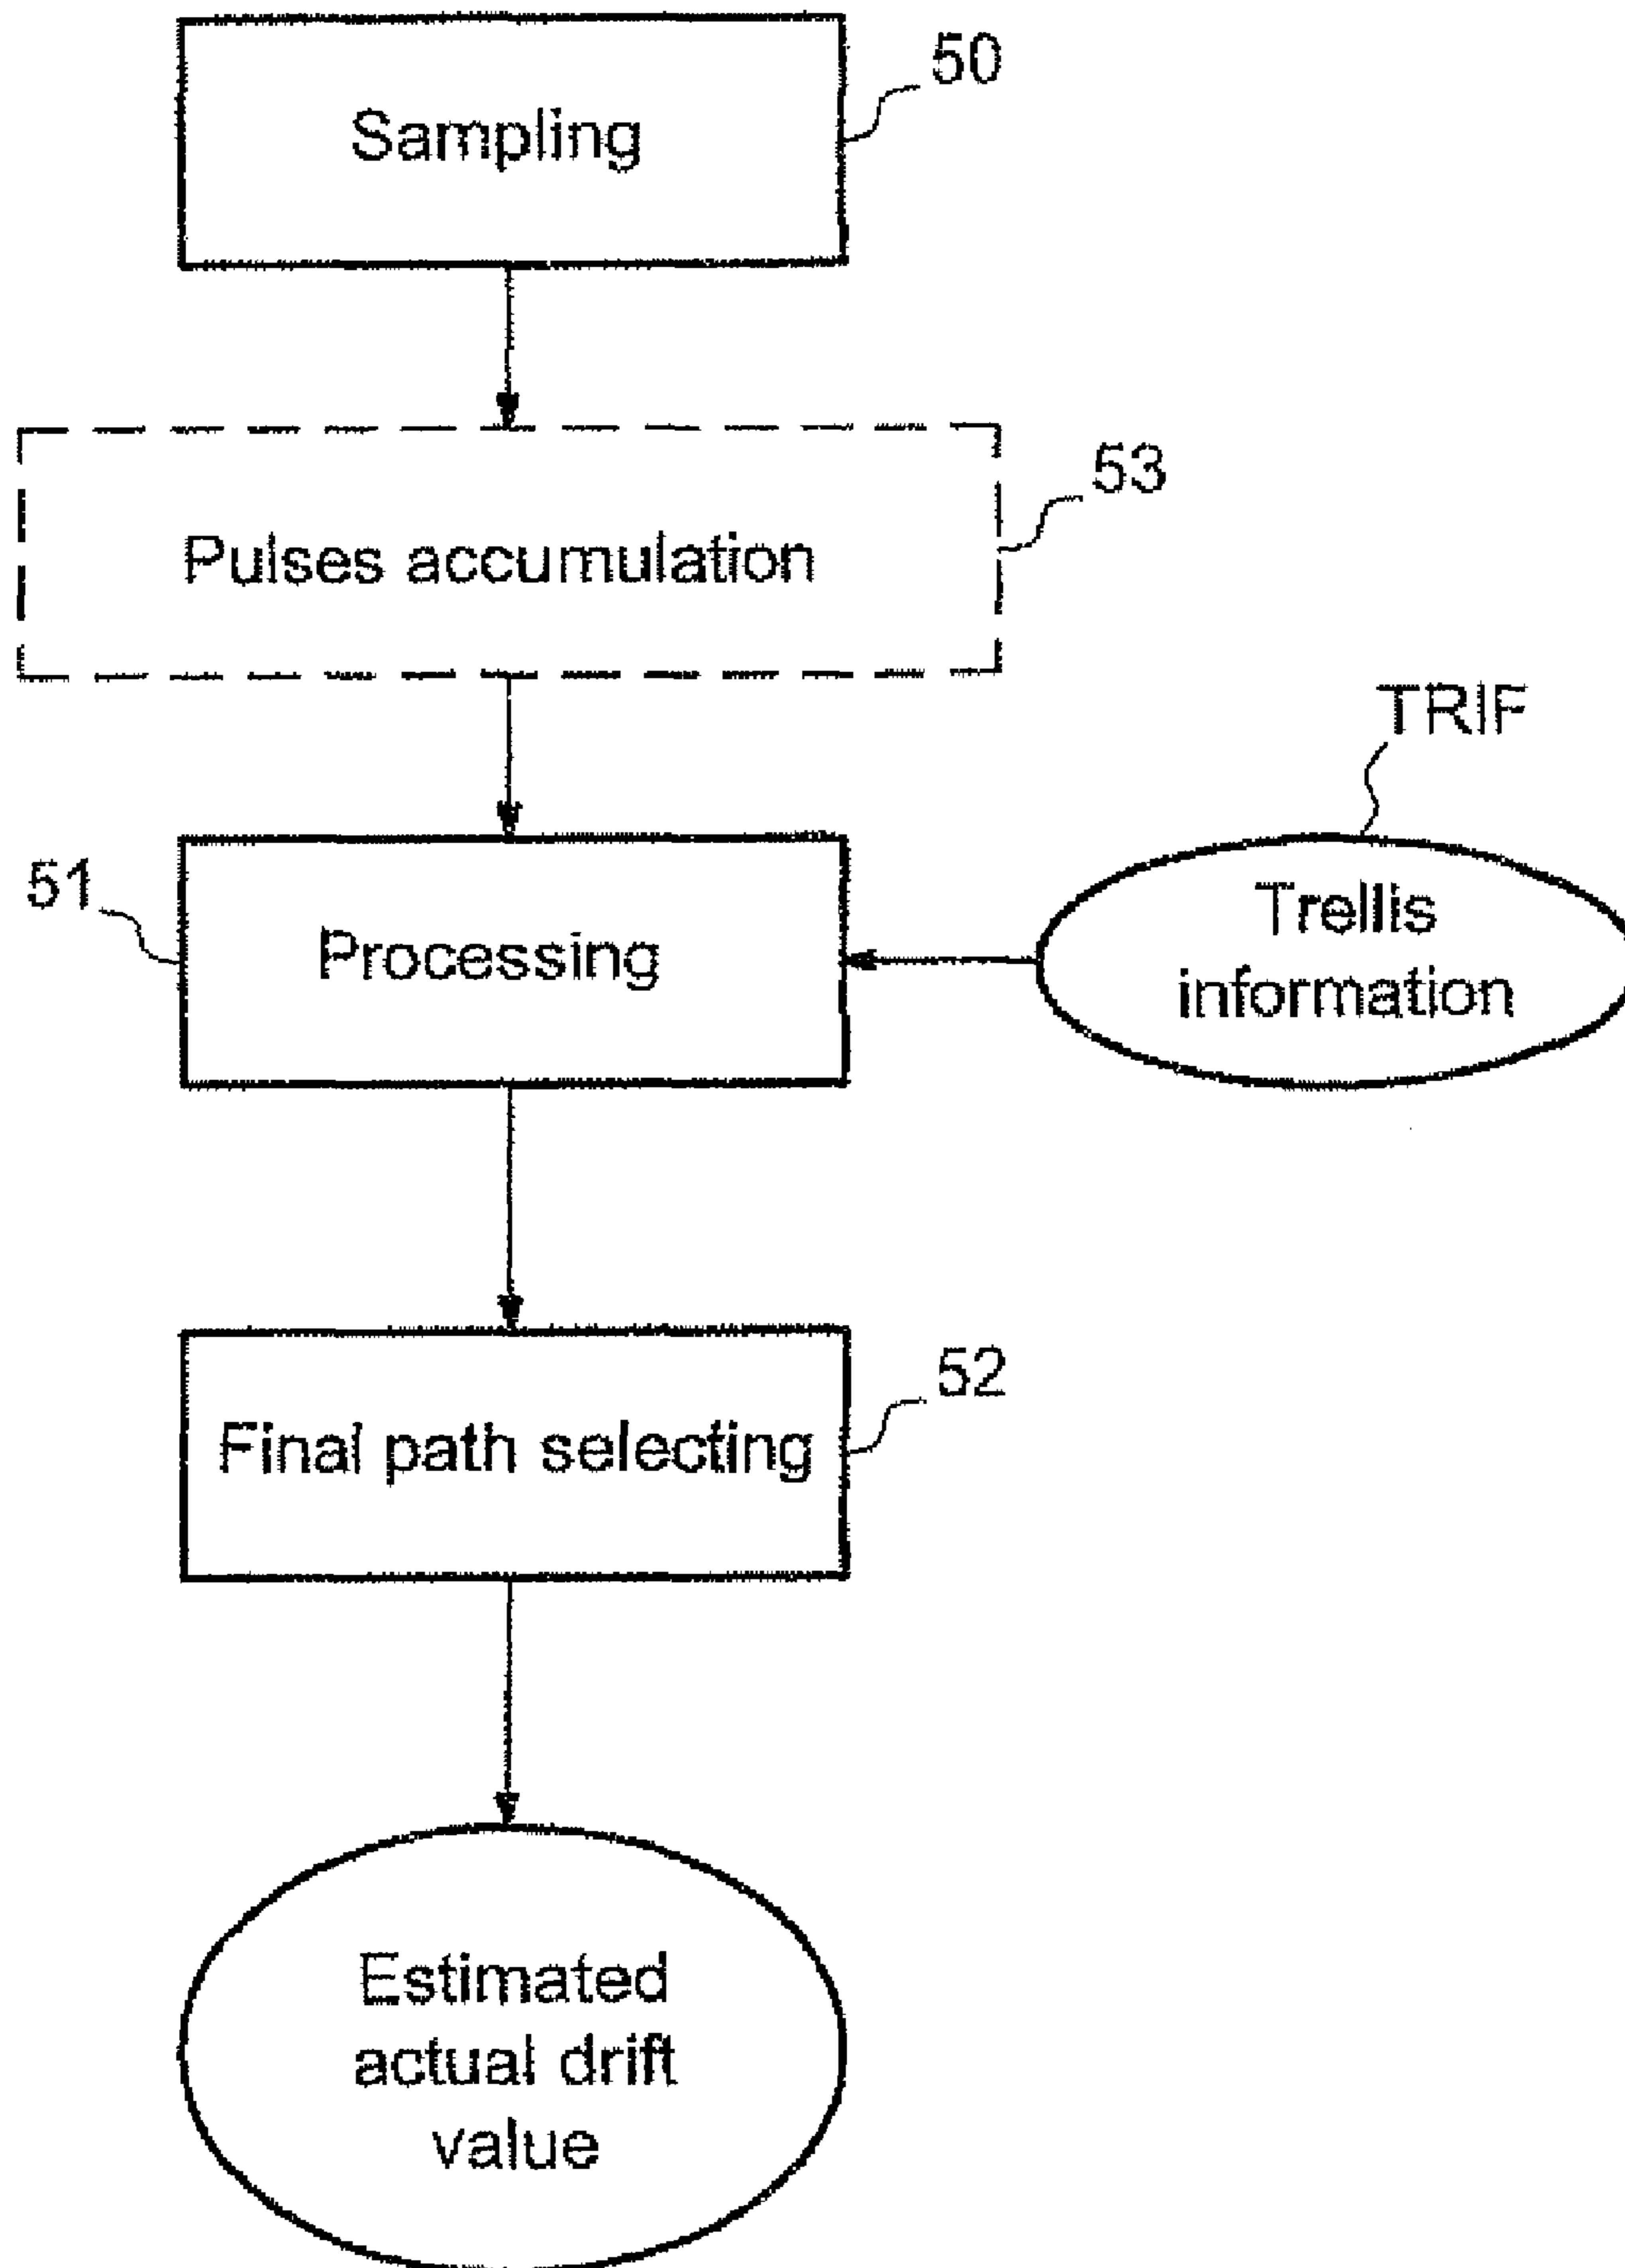 50
Sampling
53
Pulses accumulation
TRIF
51
Processing
Trellis
information
52
Final path selecting
Estimated
actual drift
value